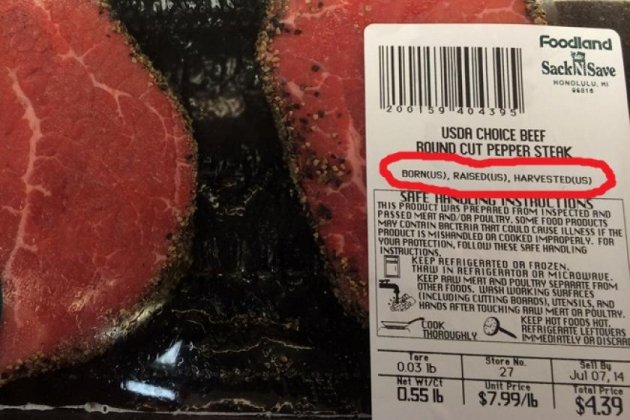 Foodland
Sack N Save
HONOLULU, HI
96816
200159 404395
USDA CHOICE BEEF
ROUND CUT PEPPER STEAK
BORN(US), RAISED(US), HARVESTED(US)
SAFE HANDLING INSTRUCTIONS
THIS PRODUCT WAS PREPARED FROM INSPECTED AND
PASSED MEAT AND/OR POULTRY. SOME FOOD PRODUCTS
MAY CONTAIN BACTERIA THAT COULD CAUSE ILLNESS IF THE
PRODUCT IS MISHANDLED OR COOKED IMPROPERLY. FOR
YOUR PROTECTION, FOLLOW THESE SAFE HANDLING
INSTRUCTIONS.
KEEP REFRIGERATED OR FROZEN.
THAW IN REFRIGERATOR OR MICROWAVE.
KEEP RAW MEAT AND POULTRY SEPARATE FROM
OTHER FOODS. WASH WORKING SURFACES
(INCLUDING CUTTING BOARDS), UTENSILS, AND
HANDS AFTER TOUCHING RAW MEAT OR POULTRY.
COOK
THOROUGHLY
KEEP HOT FOODS HOT.
REFRIGERATE LEFTOVERS
IMMEDIATELY OR DISCARD
Tare
0.03 lb
Store No.
27
Sell By
Jul 07, 14
Net Wt/Ct
0.55 lb
Unit Price
$7.99/lb
Total Price
$4.39